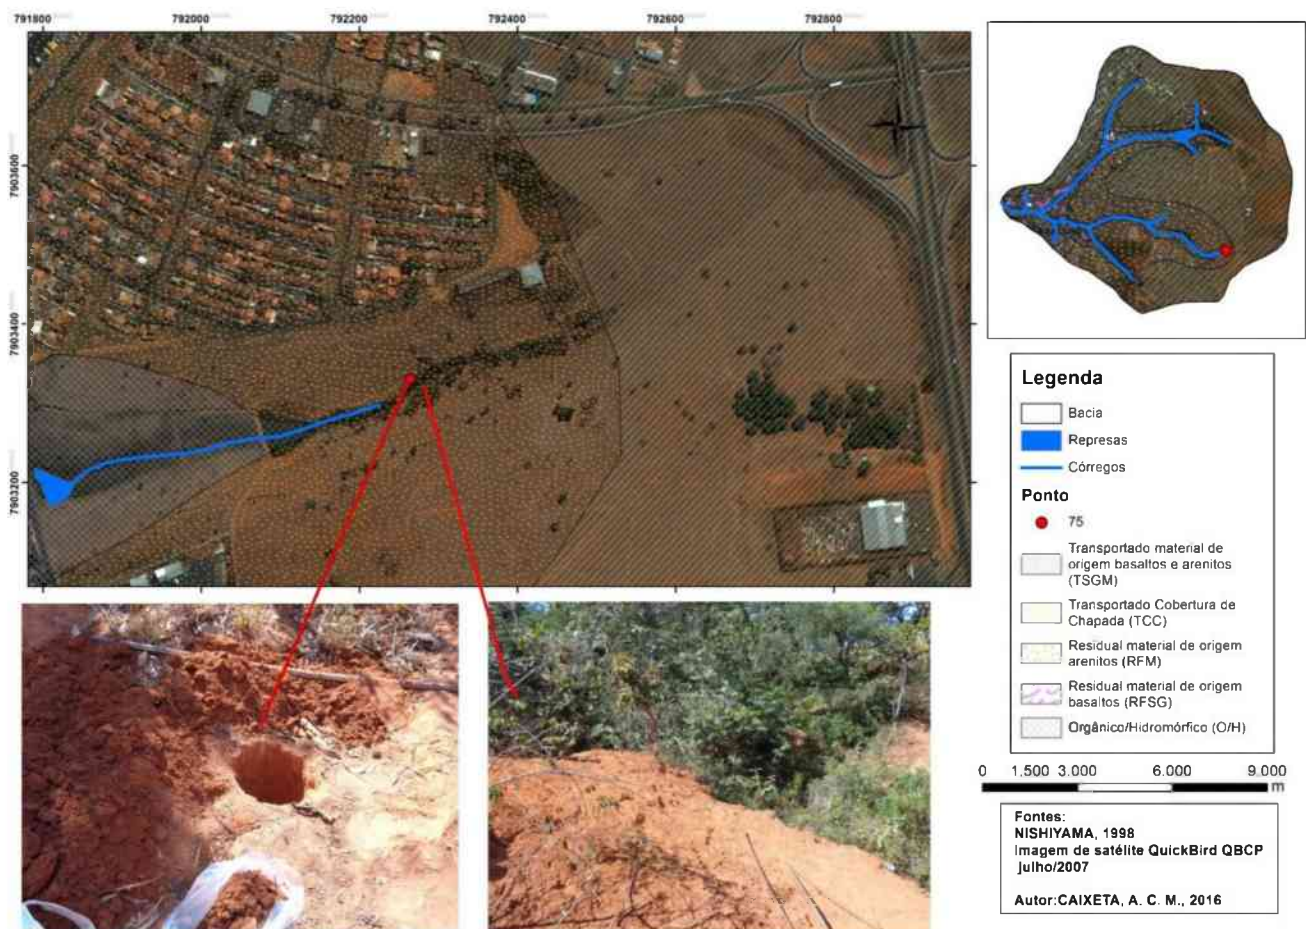 791800
792000
792200
792400
792600
792800
7903600
7903400
7903200
Legenda
Bacia
Represas
Córregos
Ponto
75
Transportado material de
origem basaltos e arenitos
(TSGM)
Transportado Cobertura de
Chapada (TCC)
Residual material de origem
arenitos (RFM)
Residual material de origem
basaltos (RFSG)
Orgânico/Hidromórfico (O/H)
0 1.500 3.000 6.000 9.000
m
Fontes:
NISHIYAMA, 1998
Imagem de satélite QuickBird QBCP
julho/2007
Autor:CAIXETA, A. C. M., 2016